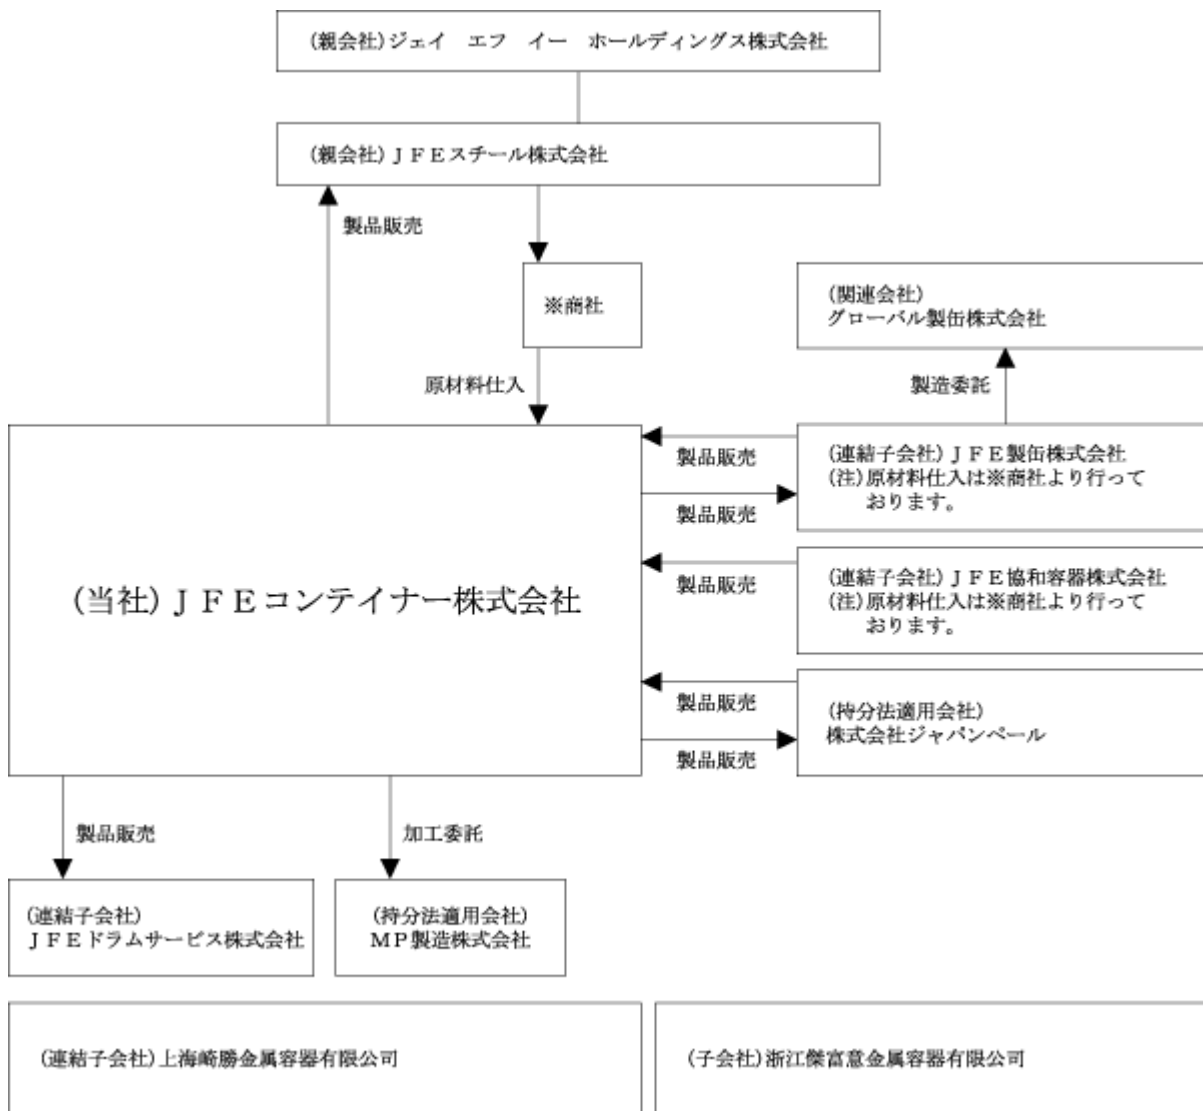 (親会社)ジェイ　エフ　イー　ホールディングス株式会社
(親会社)ＪＦＥスチール株式会社
製品販売
※商社
(関連会社)
グローバル製缶株式会社
原材料仕入
製造委託
(連結子会社)ＪＦＥ製缶株式会社
(注)原材料仕入は※商社より行って
おります。
製品販売
製品販売
(当社)ＪＦＥコンテイナー株式会社
(連結子会社)ＪＦＥ協和容器株式会社
(注)原材料仕入は※商社より行って
おります。
製品販売
(持分法適用会社)
株式会社ジャパンペール
製品販売
製品販売
製品販売
加工委託
(連結子会社)
ＪＦＥドラムサービス株式会社
(持分法適用会社)
ＭＰ製造株式会社
(連結子会社)上海崎勝金属容器有限公司
(子会社)浙江傑富意金属容器有限公司